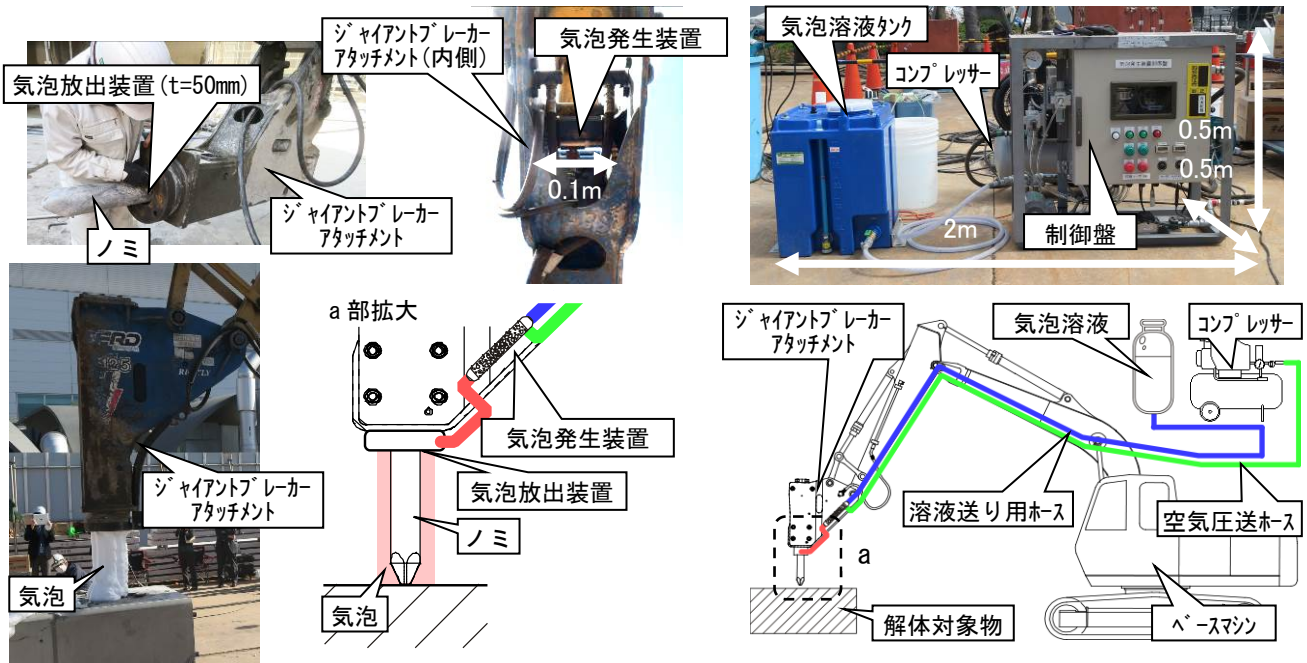 気泡放出装置(t=50mm)
ノミ
ｼﾞｬｲｱﾝﾄﾌﾞﾚｰｶｰ
ｱﾀｯﾁﾒﾝﾄ
ｼﾞｬｲｱﾝﾄﾌﾞﾚｰｶｰ
ｱﾀｯﾁﾒﾝﾄ(内側)
気泡発生装置
0.1m
気泡溶液ﾀﾝｸ
ｺﾝﾌﾟﾚｯｻｰ
0.5m
0.5m
2m
制御盤
FRD
ｼﾞｬｲｱﾝﾄﾌﾞﾚｰｶｰ
ｱﾀｯﾁﾒﾝﾄ
気泡
a 部拡大
気泡発生装置
気泡放出装置
ノミ
気泡
ｼﾞｬｲｱﾝﾄﾌﾞﾚｰｶｰ
ｱﾀｯﾁﾒﾝﾄ
気泡溶液
ｺﾝﾌﾟﾚｯｻｰ
溶液送り用ﾎｰｽ
空気圧送ﾎｰｽ
a
解体対象物
ﾍﾞｰｽﾏｼﾝ